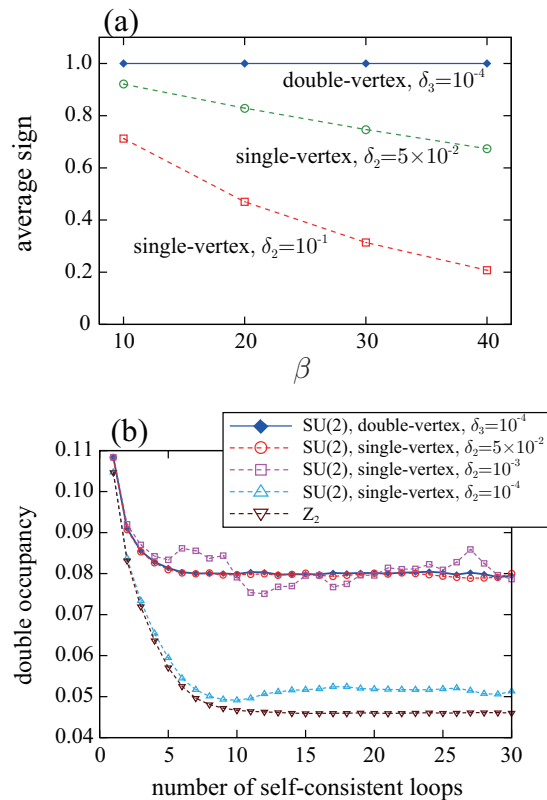 (a)
1.0
0.8
0.6
0.4
0.2
0
average sign
double-vertex, δ₃=10⁻⁴
single-vertex, δ₂=5×10⁻²
single-vertex, δ₂=10⁻¹
10 20 30 40
β
(b)
SU(2), double-vertex, δ₃=10⁻⁴
SU(2), single-vertex, δ₂=5×10⁻²
SU(2), single-vertex, δ₂=10⁻³
SU(2), single-vertex, δ₂=10⁻⁴
Z₂
0.11
0.10
0.09
0.08
0.07
0.06
0.05
0.04
double occupancy
0 5 10 15 20 25 30
number of self-consistent loops